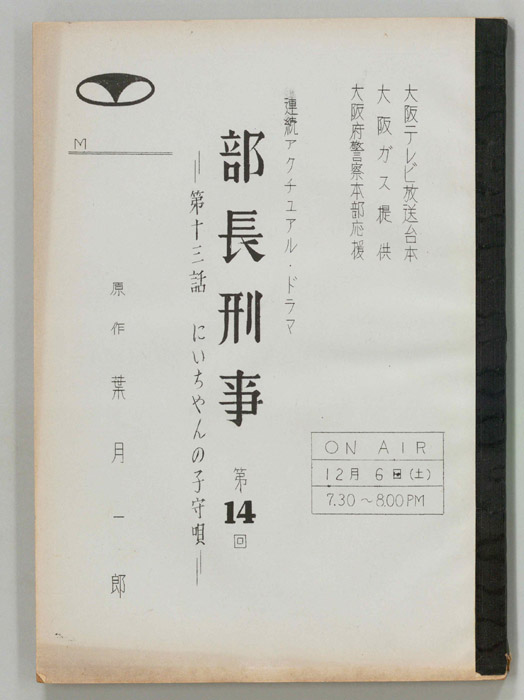 大阪テレビ放送台本
大阪ガス提供
大阪府警察本部応援
連続アクチュアル・ドラマ
部長刑事 第14回
＝第十三話 にいちゃんの子守唄＝
原作 葉月一郎
M
ON AIR
12月 6日(土)
7.30～8.00PM